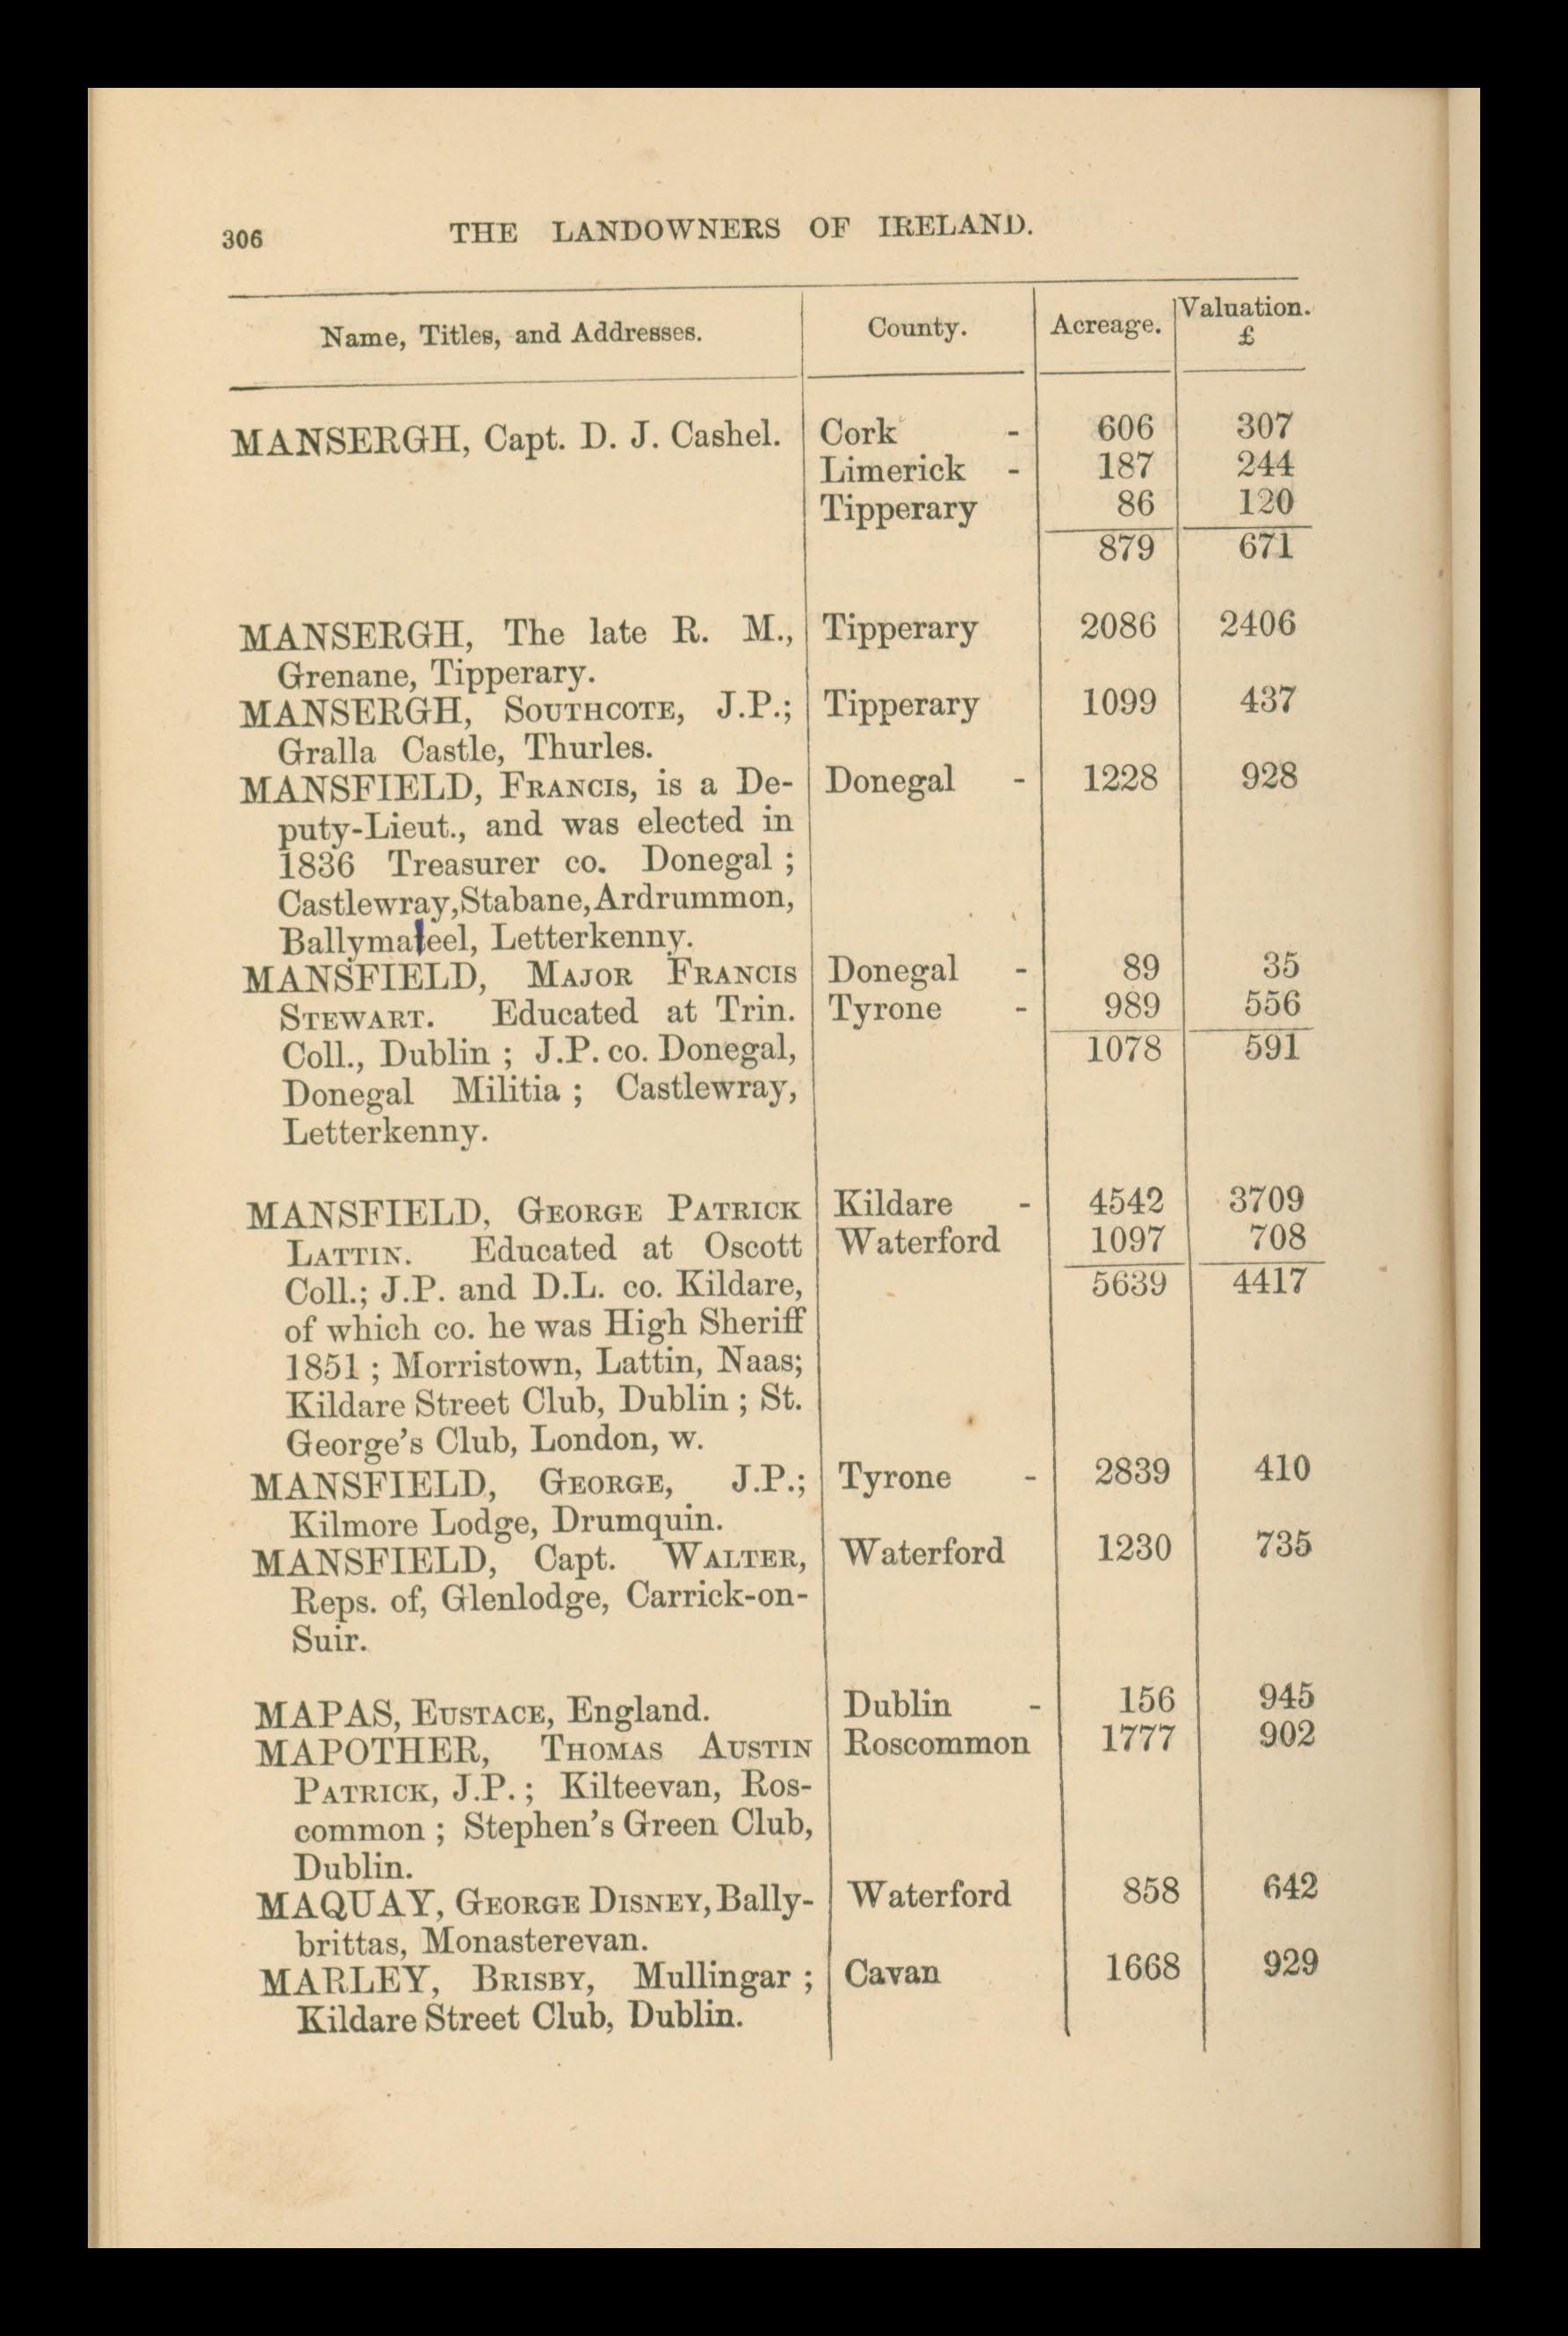 306 THE LANDOWNERS OF IRELAND.
Name, Titles, and Addresses. County. Acreage. Valuation.
£
MANSERGH, Capt. D. J. Cashel. Cork - 606 307
Limerick - 187 244
Tipperary 86 120
879 671
MANSERGH, The late R. M., Tipperary 2086 2406
Grenane, Tipperary.
MANSERGH, SOUTHCOTE, J.P.; Tipperary 1099 437
Gralla Castle, Thurles.
MANSFIELD, FRANCIS, is a De- Donegal - 1228 928
puty-Lieut., and was elected in
1836 Treasurer co. Donegal ;
Castlewray,Stabane,Ardrummon,
Ballymaleel, Letterkenny.
MANSFIELD, MAJOR FRANCIS Donegal - 89 35
STEWART. Educated at Trin. Tyrone - 989 556
Coll., Dublin ; J.P. co. Donegal, 1078 591
Donegal Militia ; Castlewray,
Letterkenny.
MANSFIELD, GEORGE PATRICK Kildare - 4542 3709
LATTIN. Educated at Oscott Waterford 1097 708
Coll.; J.P. and D.L. co. Kildare, 5639 4417
of which co. he was High Sheriff
1851 ; Morristown, Lattin, Naas;
Kildare Street Club, Dublin ; St.
George's Club, London, W.
MANSFIELD, GEORGE, J.P.; Tyrone - 2839 410
Kilmore Lodge, Drumquin.
MANSFIELD, Capt. WALTER, Waterford 1230 735
Reps. of, Glenlodge, Carrick-on-
Suir.
MAPAS, EUSTACE, England. Dublin - 156 945
MAPOTHER, THOMAS AUSTIN Roscommon 1777 902
PATRICK, J.P. ; Kilteevan, Ros-
common ; Stephen's Green Club,
Dublin.
MAQUAY, GEORGE DISNEY, Bally- Waterford 858 642
brittas, Monasterevan.
MARLEY, BRISBY, Mullingar ; Cavan 1668 929
Kildare Street Club, Dublin.